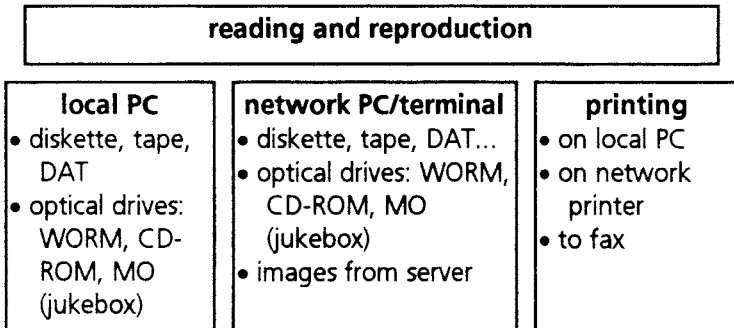 reading and reproduction
local PC
• diskette, tape,
DAT
• optical drives:
WORM, CD-
ROM, MO
(jukebox)
network PC/terminal
• diskette, tape, DAT...
• optical drives: WORM,
CD-ROM, MO
(jukebox)
• images from server
printing
• on local PC
• on network
printer
• to fax